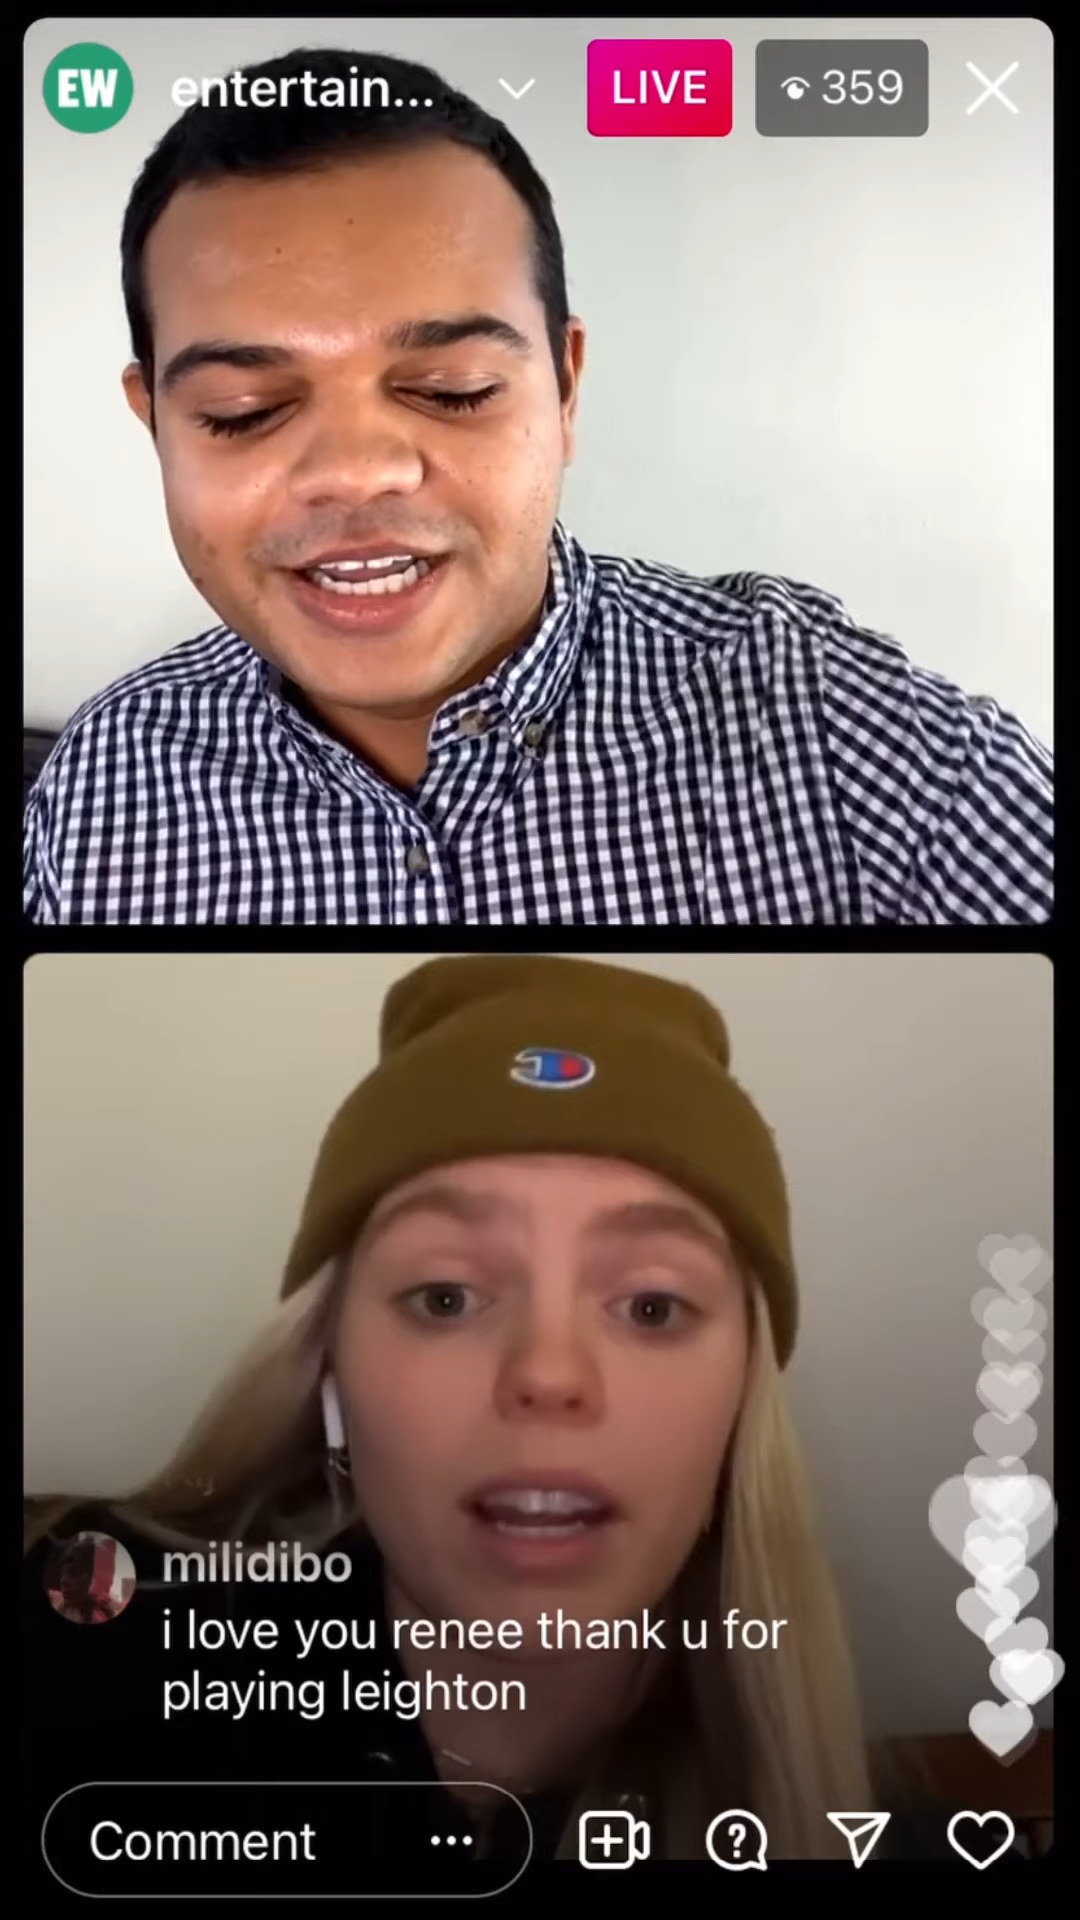 EW entertain... LIVE 359
milidibo
i love you renee thank u for
playing leighton
Comment